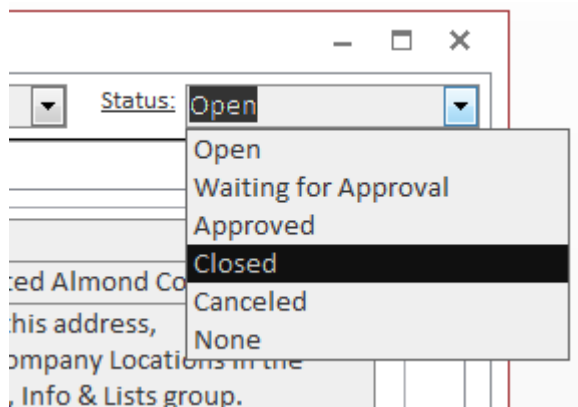 Status: Open
Open
Waiting for Approval
Approved
Closed
Canceled
None
ted Almond Co
this address,
ompany Locations in the
, Info & Lists group.